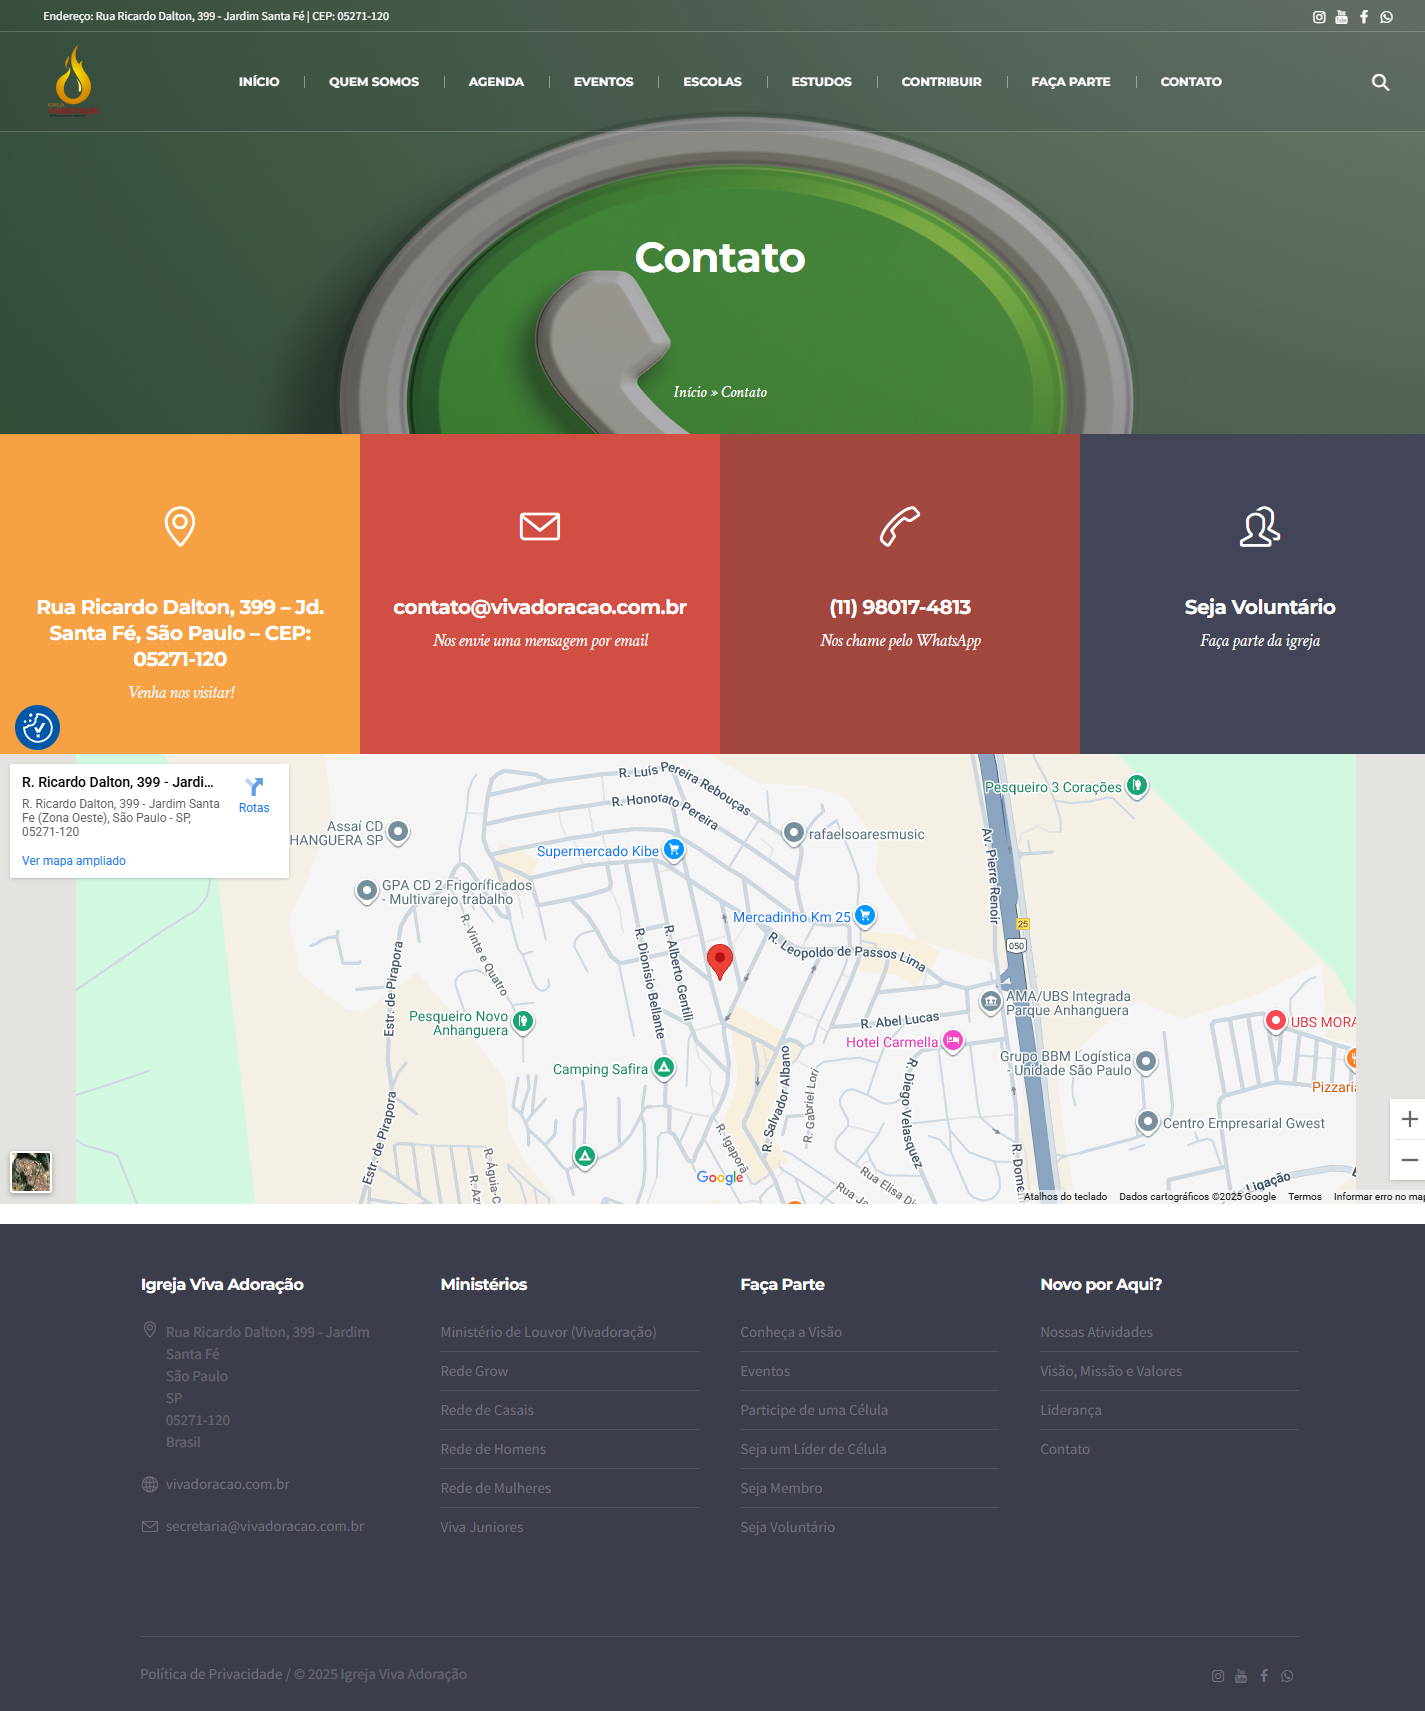 Endereço: Rua Ricardo Dalton, 399 - Jardim Santa Fé | CEP: 05271-120
INÍCIO
QUEM SOMOS
AGENDA
EVENTOS
ESCOLAS
ESTUDOS
CONTRIBUIR
FAÇA PARTE
CONTATO
Contato
Início » Contato
Rua Ricardo Dalton, 399 – Jd.
Santa Fé, São Paulo – CEP:
05271-120
Venha nos visitar!
contato@vivadoracao.com.br
Nos envie uma mensagem por email
(11) 98017-4813
Nos chame pelo WhatsApp
Seja Voluntário
Faça parte da igreja
R. Ricardo Dalton, 399 - Jardi...
R. Ricardo Dalton, 399 - Jardim Santa
Fe (Zona Oeste), São Paulo - SP,
05271-120
Rotas
Ver mapa ampliado
R. Luís Pereira Rebouças
R. Honorato Pereira
Pesqueiro 3 Corações
Assaí CD
HANGUERA SP
rafaelsoaresmusic
Supermercado Kibe
GPA CD 2 Frigoríficados
- Multivarejo trabalho
Mercadinho Km 25
Av. Pierre Renoir
25
050
R. Vinte e Quatro
R. Dionísio Bellante
R. Alberto Gentili
R. Leopoldo de Passos Lima
Estr. de Pirapora
AMA/UBS Integrada
Parque Anhanguera
Pesqueiro Novo
Anhanguera
R. Abel Lucas
UBS MORA
Hotel Carmella
Grupo BBM Logística
- Unidade São Paulo
Camping Safira
R. Salvador Albano
R. Gabriel Lori
R. Diego Velasquez
Pizzaria
Estr. de Pirapora
Centro Empresarial Gwest
R. Igaporã
R. Águia-C
R. Az
Google
Rua Elisa Di
Rua Ja
R. Dome
Ligação
Atalhos do teclado
Dados cartográficos ©2025 Google
Termos
Informar erro no map
Igreja Viva Adoração
Rua Ricardo Dalton, 399 - Jardim
Santa Fé
São Paulo
SP
05271-120
Brasil
vivadoracao.com.br
secretaria@vivadoracao.com.br
Ministérios
Ministério de Louvor (Vivadoração)
Rede Grow
Rede de Casais
Rede de Homens
Rede de Mulheres
Viva Juniores
Faça Parte
Conheça a Visão
Eventos
Participe de uma Célula
Seja um Líder de Célula
Seja Membro
Seja Voluntário
Novo por Aqui?
Nossas Atividades
Visão, Missão e Valores
Liderança
Contato
Política de Privacidade / © 2025 Igreja Viva Adoração